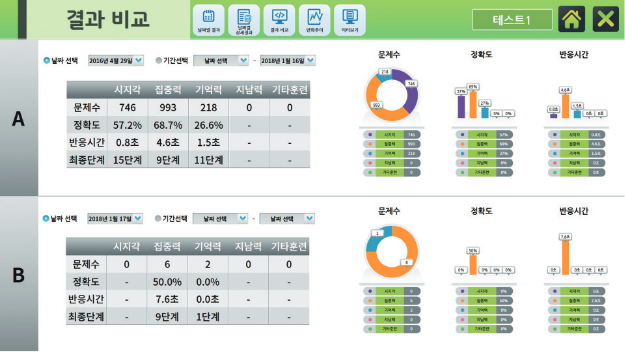 결과 비교
날짜별 결과
날짜별 상세결과
결과 비교
변화추이
미리보기
테스트1
A
날짜 선택 2016년 4월 29일 기간선택 날짜 선택 - 2018년 1월 16일
시지각 집중력 기억력 지남력 기타훈련
문제수 746 993 218 0 0
정확도 57.2% 68.7% 26.6% - -
반응시간 0.8초 4.6초 1.5초 - -
최종단계 15단계 9단계 11단계 - -
문제수
218
746
993
시지각 746
집중력 993
기억력 218
지남력 0
기타훈련 0
정확도
57% 69% 27% 0% 0%
시지각 57%
집중력
기억력
지남력 0%
기타훈련 0%
반응시간
0.8초 4.6초 1.5초 0초 0초
시지각 0.8초
집중력 4.6초
기억력 1.5초
지남력 0초
기타훈련 0초
B
날짜 선택 2018년 1월 17일 기간선택 날짜 선택 - 날짜 선택
시지각 집중력 기억력 지남력 기타훈련
문제수 0 6 2 0 0
정확도 - 50.0% 0.0% - -
반응시간 - 7.6초 0.0초 - -
최종단계 - 9단계 1단계 - -
문제수
2
6
시지각 0
집중력 6
기억력 2
지남력 0
기타훈련 0
정확도
0% 50% 0% 0% 0%
시지각 0%
집중력 50%
기억력 0%
지남력 0%
기타훈련 0%
반응시간
0초 7.6초 0초 0초 0초
시지각 0초
집중력 7.6초
기억력 0초
지남력 0초
기타훈련 0초